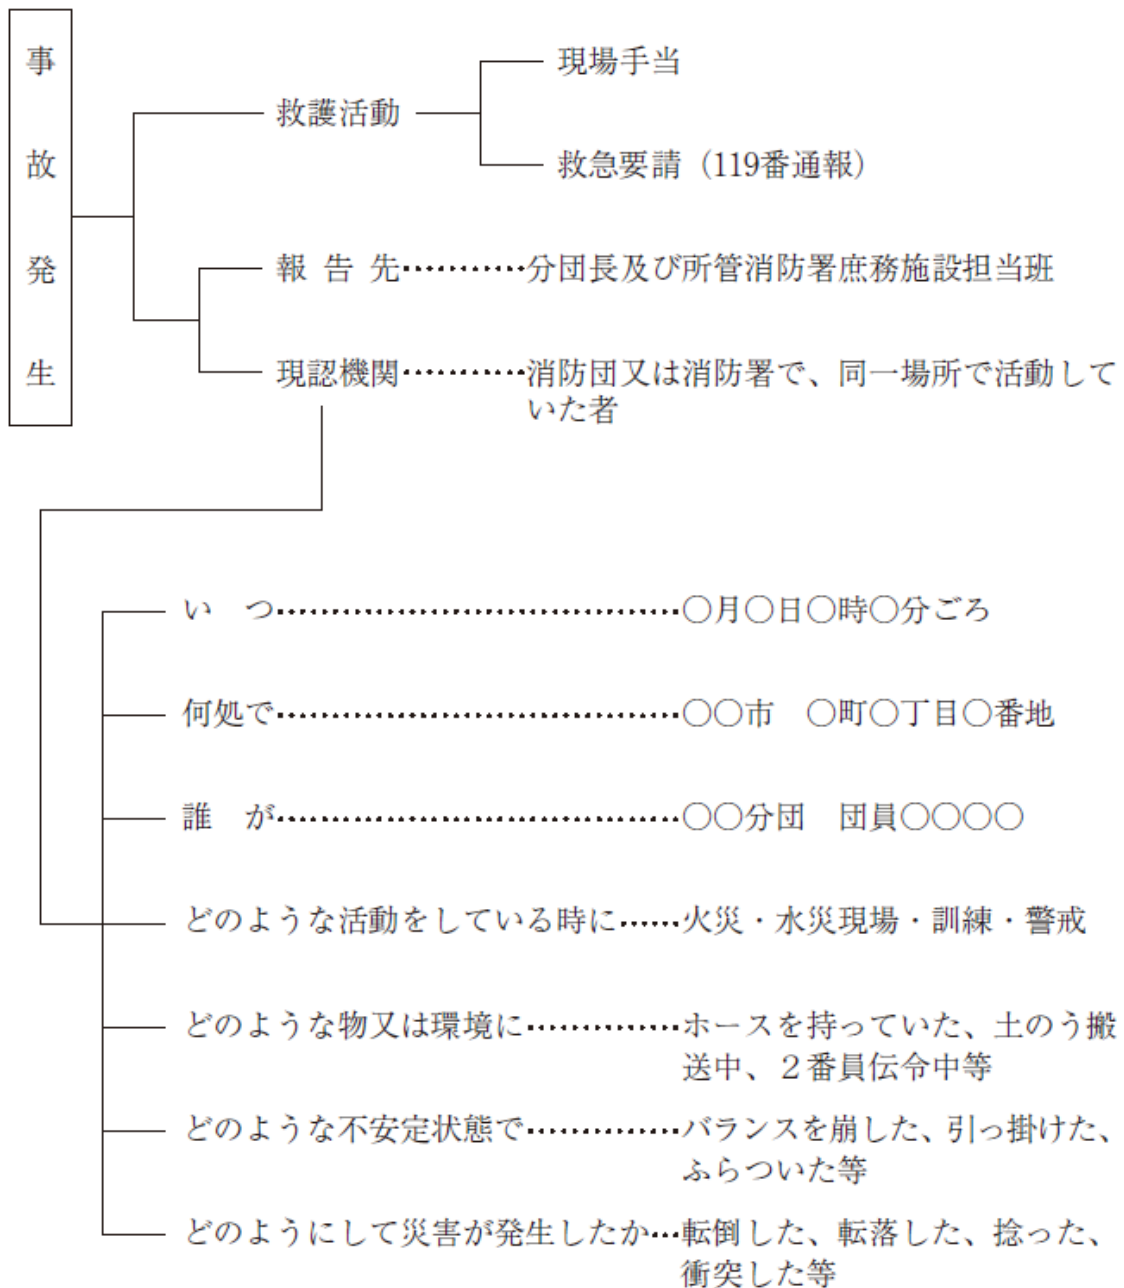 事故発生
現場手当
救護活動
救急要請（119番通報）
報告先…………分団長及び所管消防署庶務施設担当班
現認機関…………消防団又は消防署で、同一場所で活動して
いた者
いつ……………………………………○月○日○時○分ごろ
何処で……………………………………○○市　○町○丁目○番地
誰が……………………………………○○分団　団員○○○○
どのような活動をしている時に……火災・水災現場・訓練・警戒
どのような物又は環境に……………ホースを持っていた、土のう搬
送中、２番員伝令中等
どのような不安定状態で……………バランスを崩した、引っ掛けた、
ふらついた等
どのようにして災害が発生したか…転倒した、転落した、捻った、
衝突した等